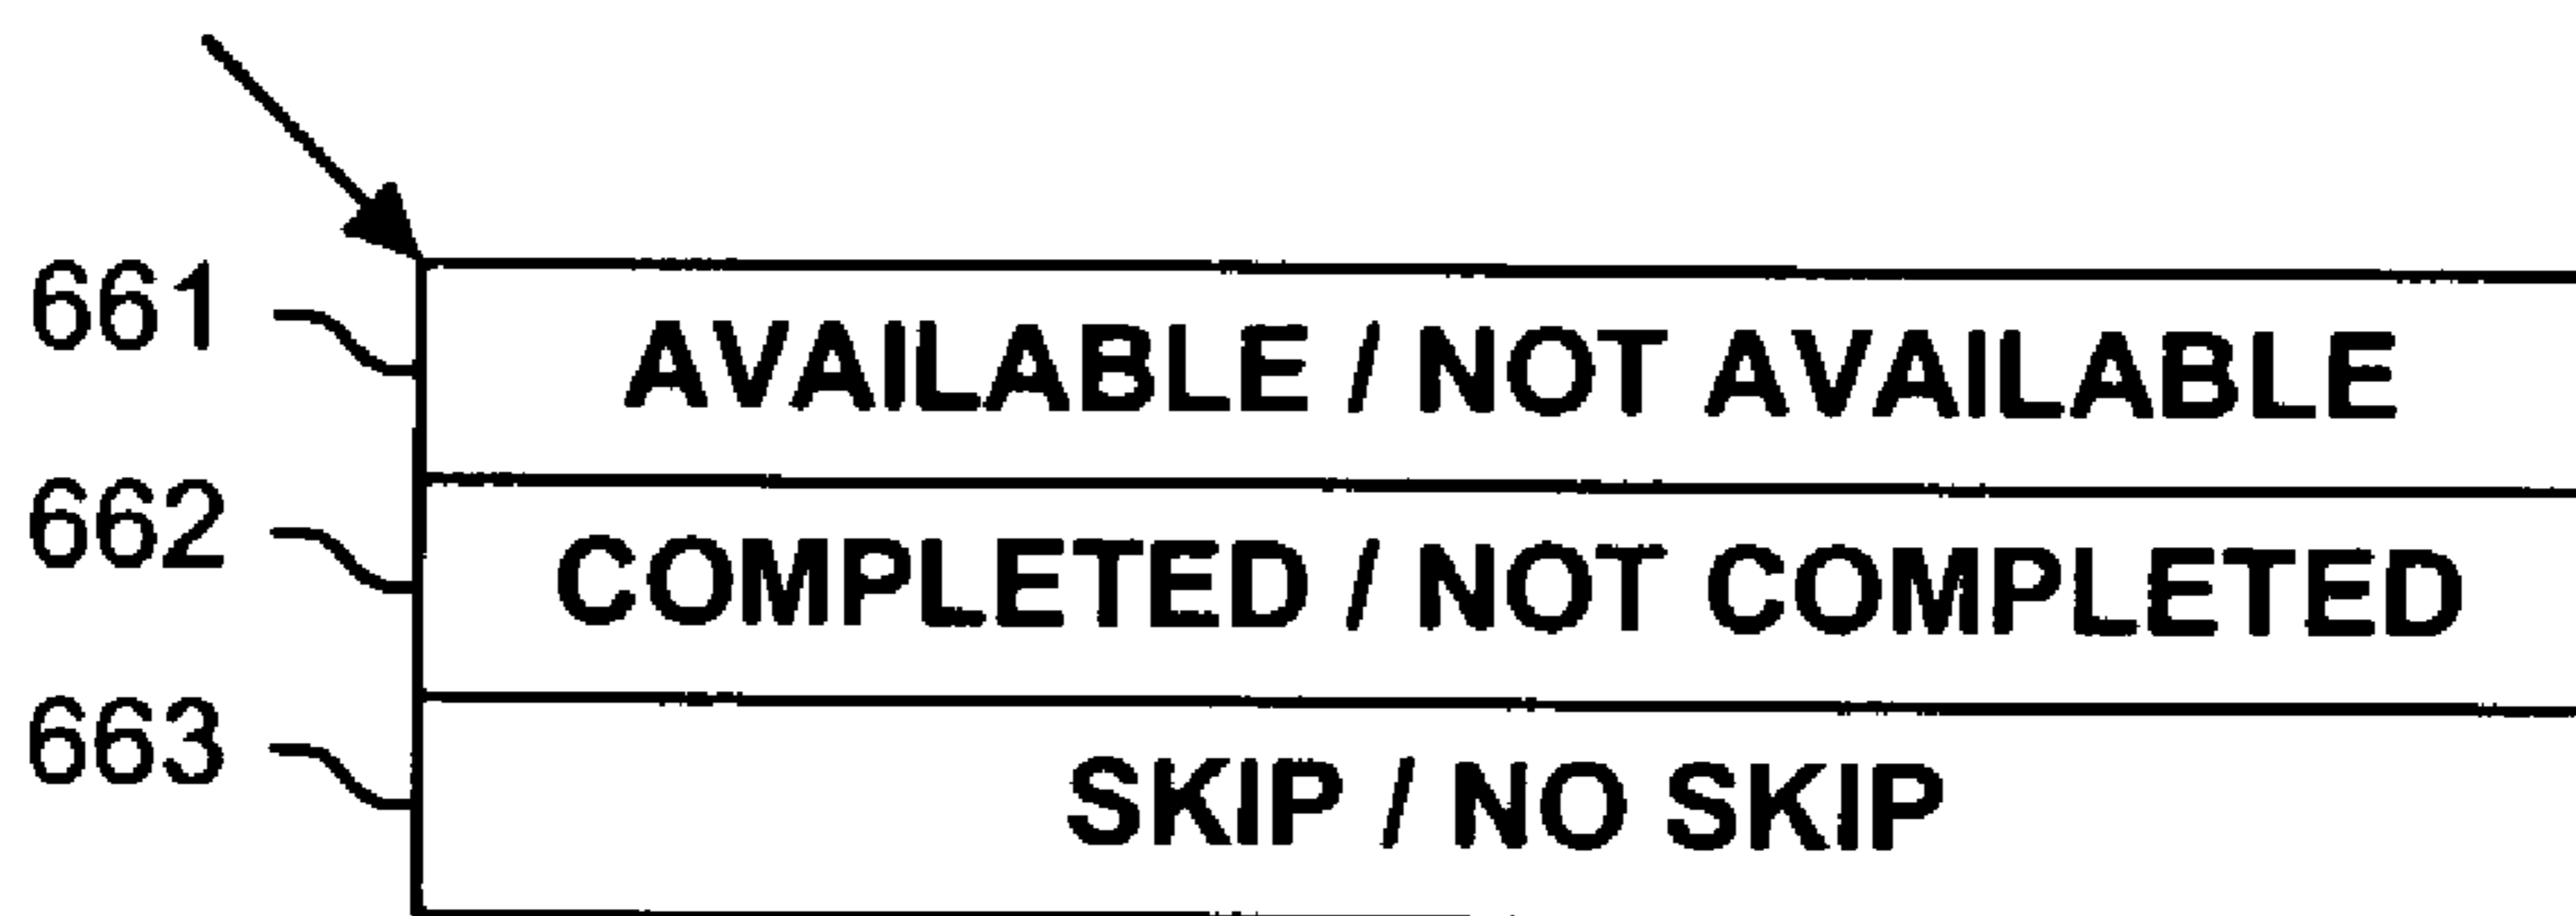 661 AVAILABLE / NOT AVAILABLE
662 COMPLETED / NOT COMPLETED
663 SKIP / NO SKIP